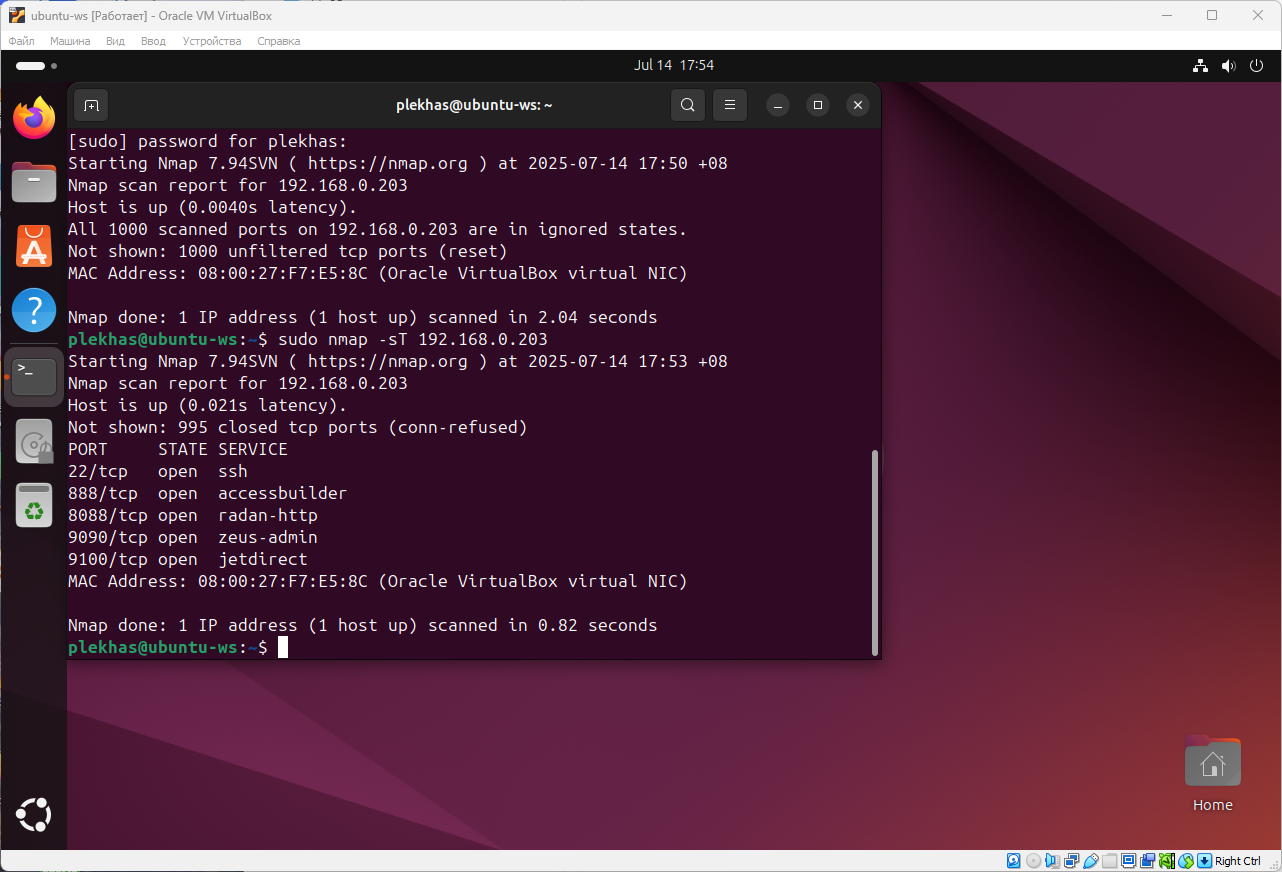 ubuntu-ws [Работает] - Oracle VM VirtualBox
Файл Машина Вид Ввод Устройства Справка
Jul 14 17:54
plekhas@ubuntu-ws: ~
[sudo] password for plekhas:
Starting Nmap 7.94SVN ( https://nmap.org ) at 2025-07-14 17:50 +08
Nmap scan report for 192.168.0.203
Host is up (0.0040s latency).
All 1000 scanned ports on 192.168.0.203 are in ignored states.
Not shown: 1000 unfiltered tcp ports (reset)
MAC Address: 08:00:27:F7:E5:8C (Oracle VirtualBox virtual NIC)
Nmap done: 1 IP address (1 host up) scanned in 2.04 seconds
plekhas@ubuntu-ws:~$ sudo nmap -sT 192.168.0.203
Starting Nmap 7.94SVN ( https://nmap.org ) at 2025-07-14 17:53 +08
Nmap scan report for 192.168.0.203
Host is up (0.021s latency).
Not shown: 995 closed tcp ports (conn-refused)
PORT     STATE SERVICE
22/tcp   open  ssh
888/tcp  open  accessbuilder
8088/tcp open  radan-http
9090/tcp open  zeus-admin
9100/tcp open  jetdirect
MAC Address: 08:00:27:F7:E5:8C (Oracle VirtualBox virtual NIC)
Nmap done: 1 IP address (1 host up) scanned in 0.82 seconds
plekhas@ubuntu-ws:~$
Home
Right Ctrl